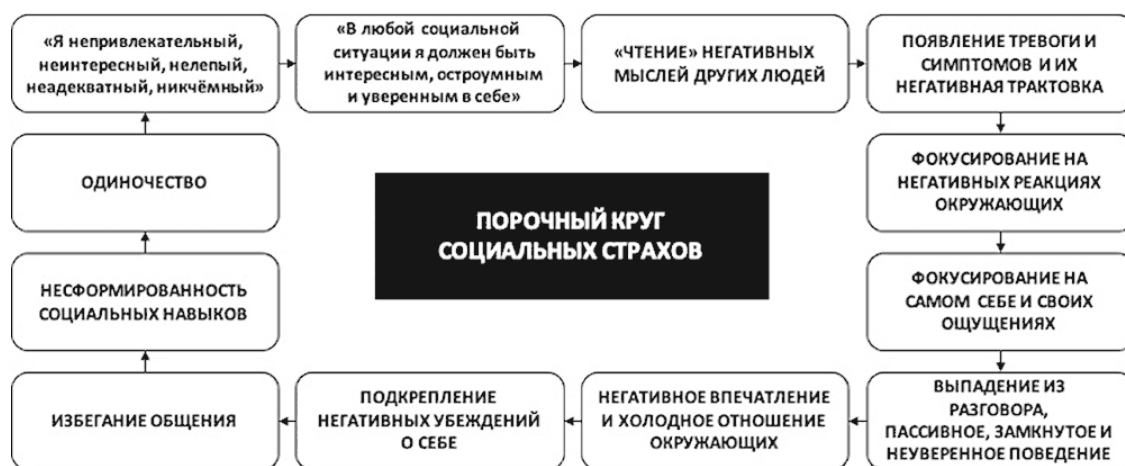 «Я непривлекательный,
неинтересный, нелепый,
неадекватный, никчёмный»
«В любой социальной
ситуации я должен быть
интересным, остроумным
и уверенным в себе»
«ЧТЕНИЕ» НЕГАТИВНЫХ
МЫСЛЕЙ ДРУГИХ ЛЮДЕЙ
ПОЯВЛЕНИЕ ТРЕВОГИ И
СИМПТОМОВ И ИХ
НЕГАТИВНАЯ ТРАКТОВКА
ФОКУСИРОВАНИЕ НА
НЕГАТИВНЫХ РЕАКЦИЯХ
ОКРУЖАЮЩИХ
ФОКУСИРОВАНИЕ НА
САМОМ СЕБЕ И СВОИХ
ОЩУЩЕНИЯХ
ВЫПАДЕНИЕ ИЗ
РАЗГОВОРА,
ПАССИВНОЕ, ЗАМКНУТОЕ И
НЕУВЕРЕННОЕ ПОВЕДЕНИЕ
НЕГАТИВНОЕ ВПЕЧАТЛЕНИЕ
И ХОЛОДНОЕ ОТНОШЕНИЕ
ОКРУЖАЮЩИХ
ПОДКРЕПЛЕНИЕ
НЕГАТИВНЫХ УБЕЖДЕНИЙ
О СЕБЕ
ИЗБЕГАНИЕ ОБЩЕНИЯ
НЕСФОРМИРОВАННОСТЬ
СОЦИАЛЬНЫХ НАВЫКОВ
ОДИНОЧЕСТВО
ПОРОЧНЫЙ КРУГ
СОЦИАЛЬНЫХ СТРАХОВ